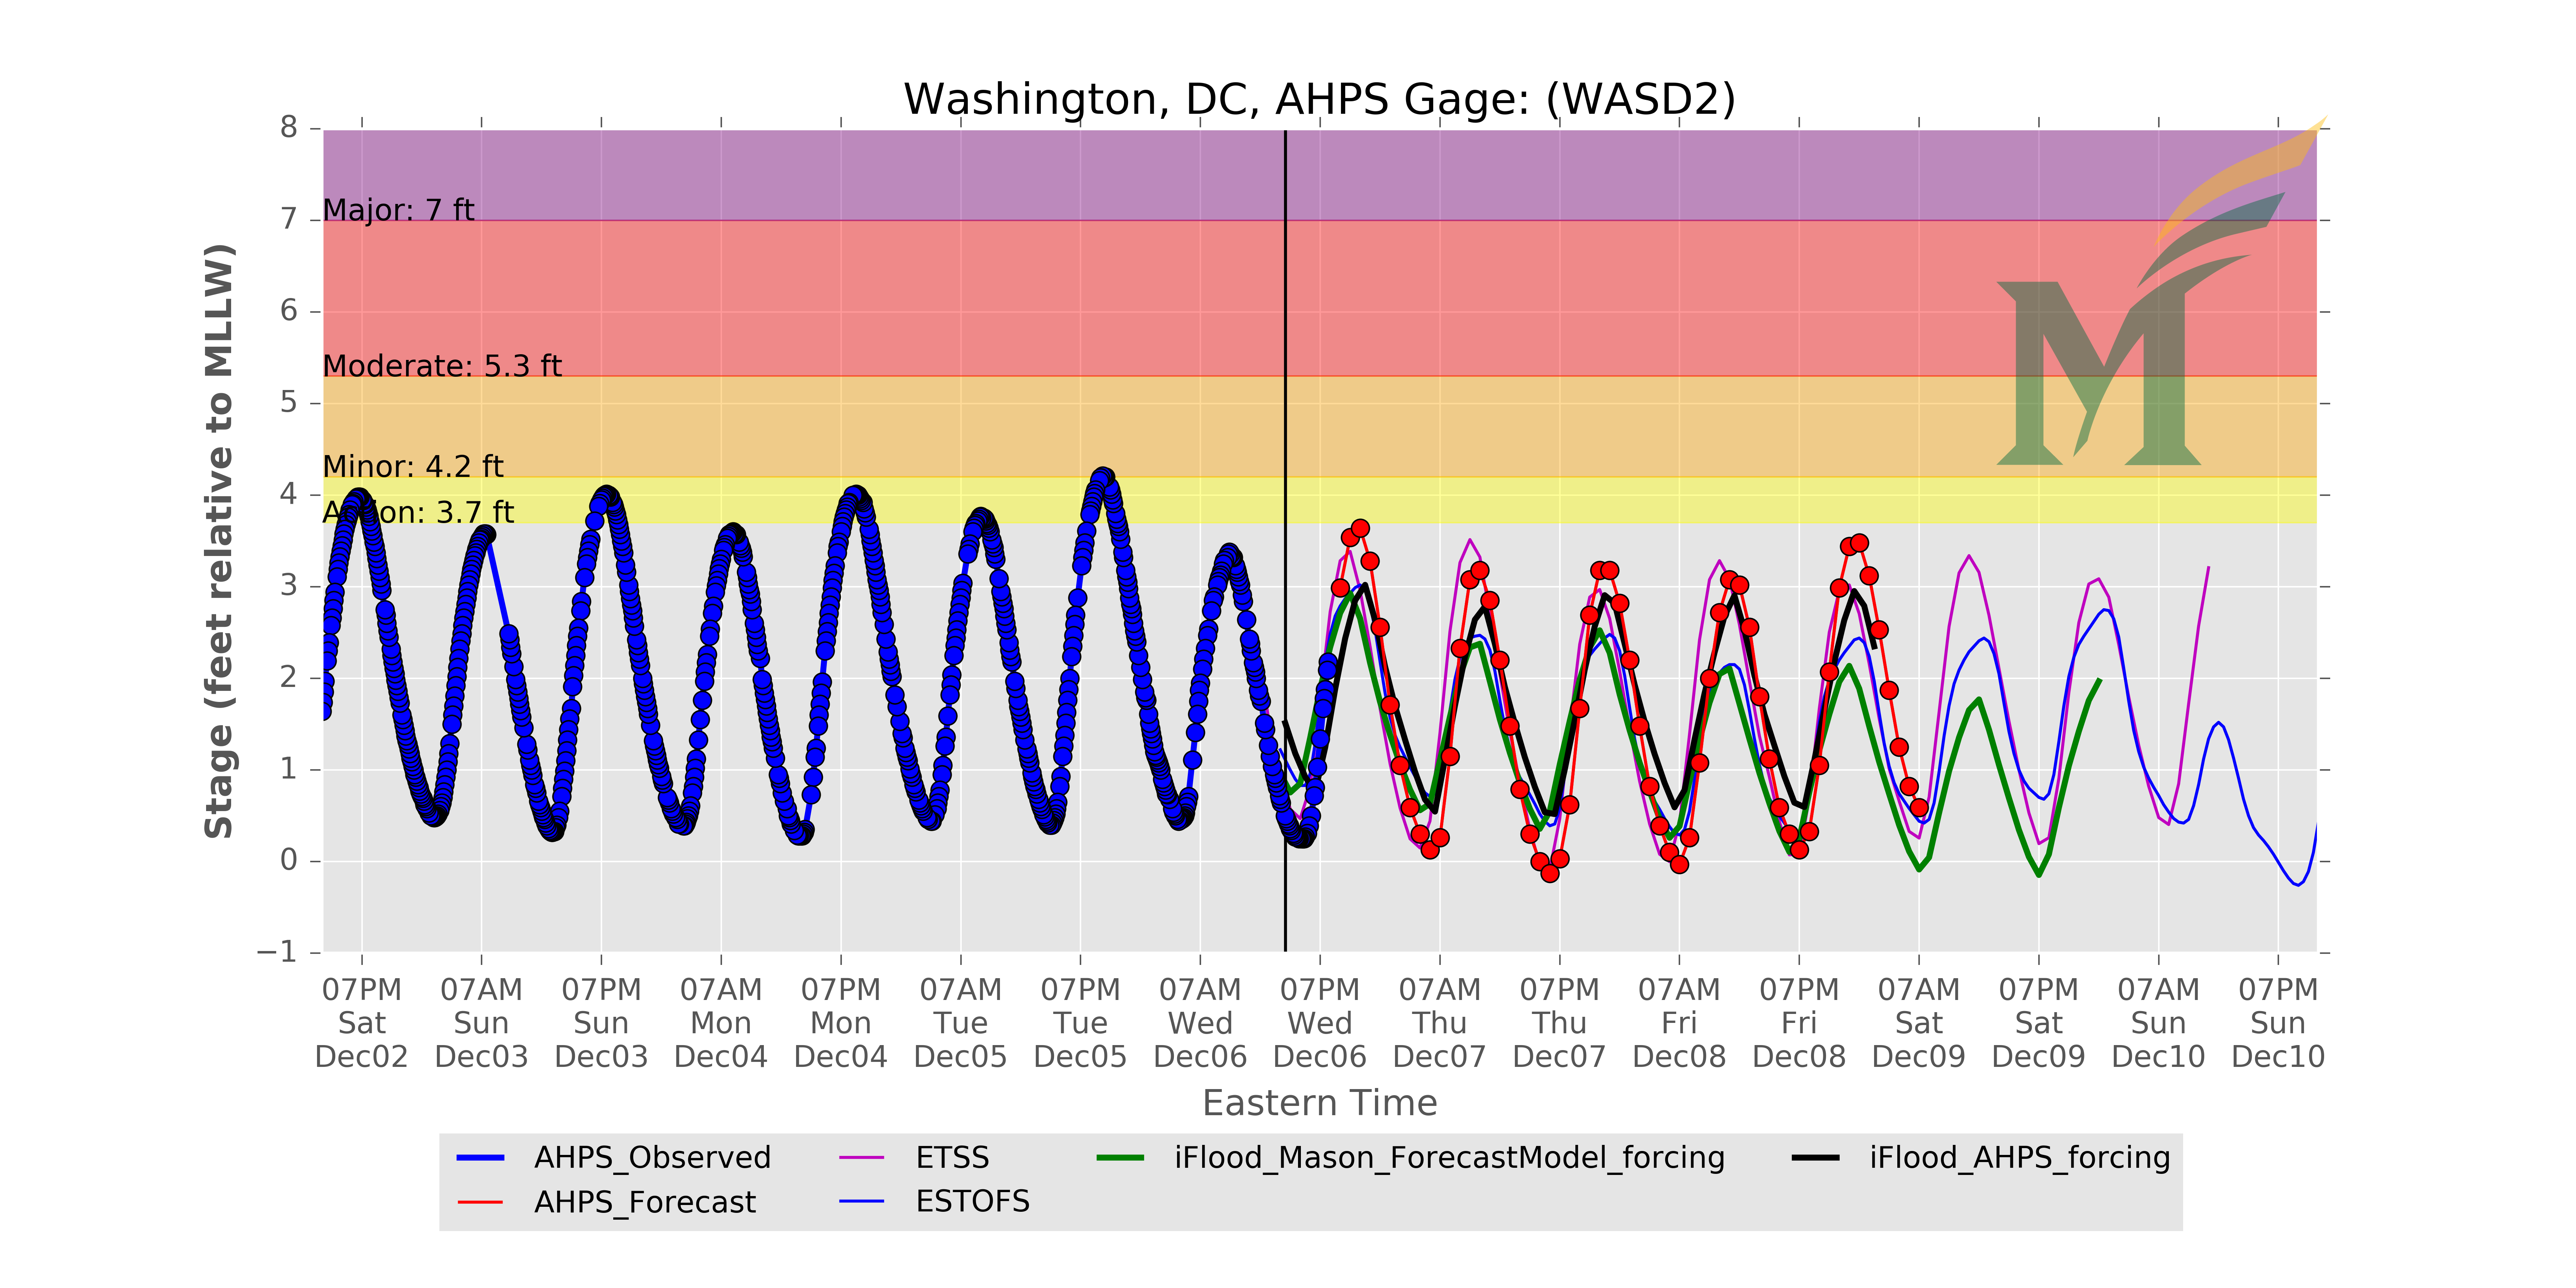 Washington, DC, AHPS Gage: (WASD2)
8
7
6
5
4
3
2
1
0
−1
Stage (feet relative to MLLW)
Major: 7 ft
Moderate: 5.3 ft
Minor: 4.2 ft
Action: 3.7 ft
M
07PM 07AM 07PM 07AM 07PM 07AM 07PM 07AM 07PM 07AM 07PM 07AM 07PM 07AM 07PM 07AM 07PM
Sat Sun Sun Mon Mon Tue Tue Wed Wed Thu Thu Fri Fri Sat Sat Sun Sun
Dec02 Dec03 Dec03 Dec04 Dec04 Dec05 Dec05 Dec06 Dec06 Dec07 Dec07 Dec08 Dec08 Dec09 Dec09 Dec10 Dec10
Eastern Time
AHPS_Observed ETSS iFlood_Mason_ForecastModel_forcing iFlood_AHPS_forcing
AHPS_Forecast ESTOFS